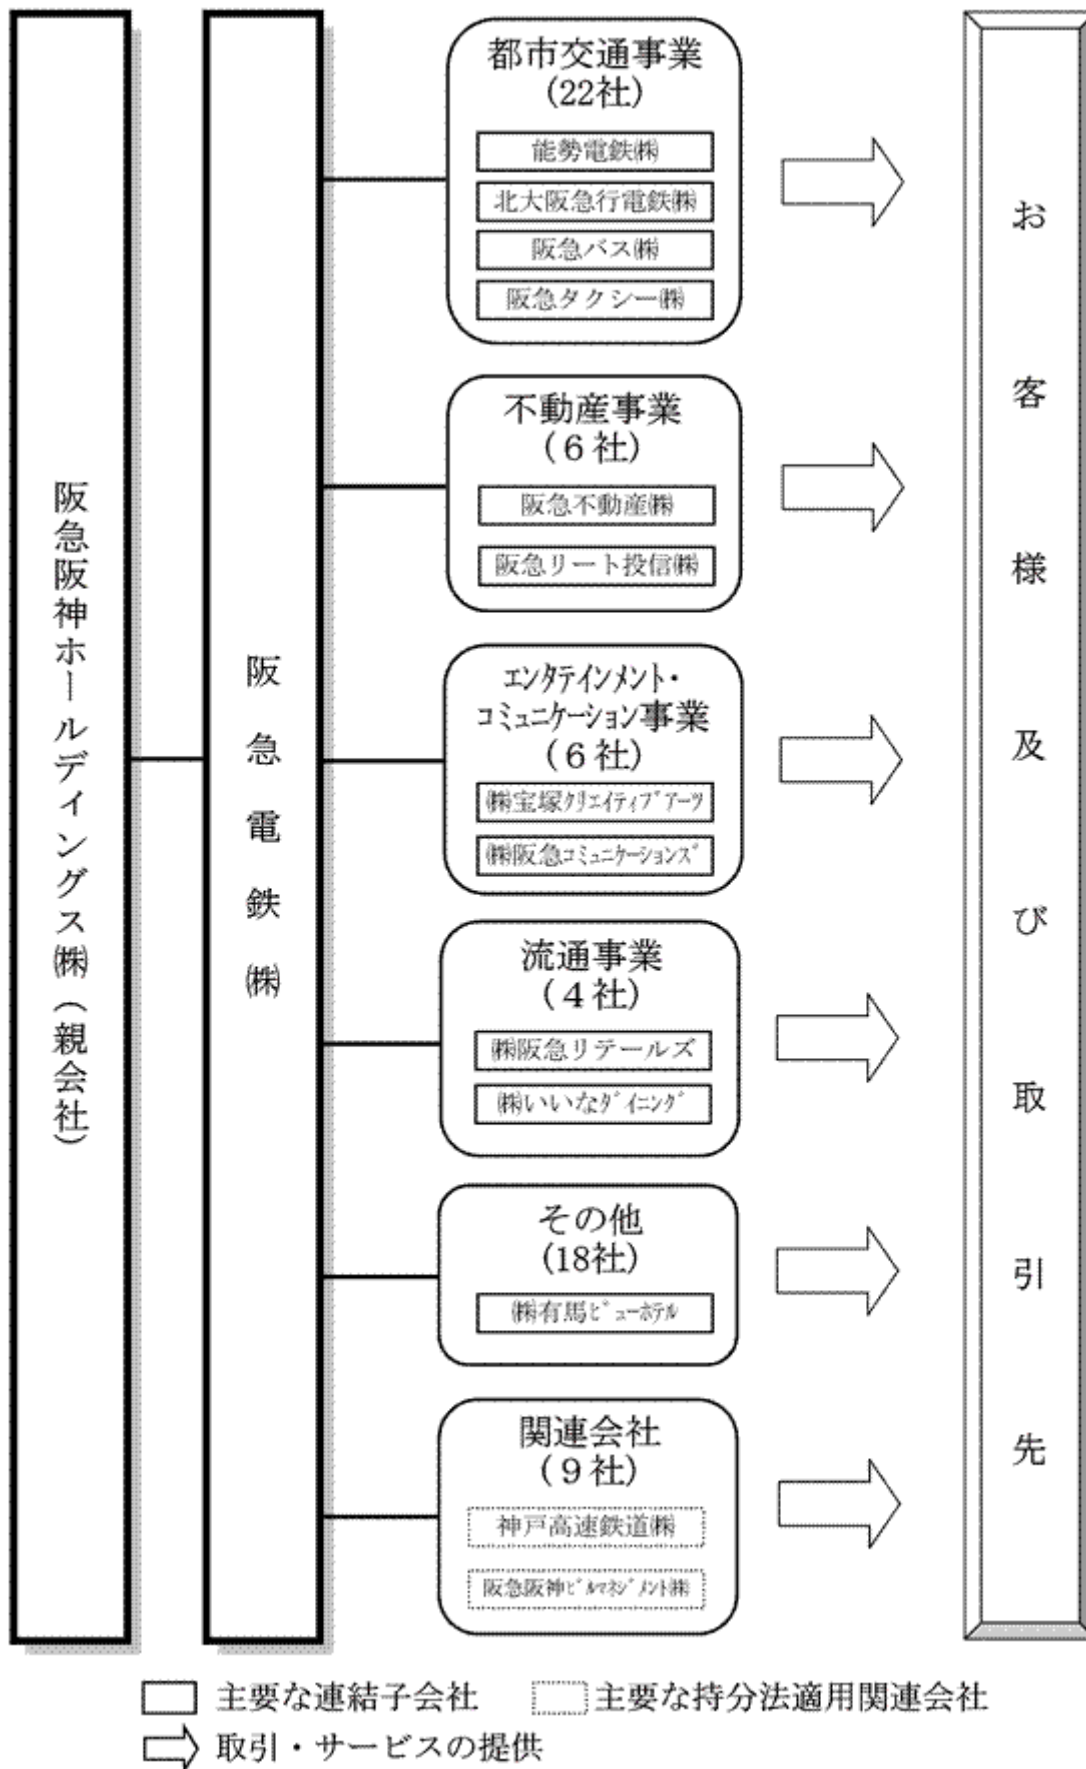 阪急阪神ホールディングス㈱（親会社）
阪急電鉄㈱
都市交通事業
(22社)
能勢電鉄㈱
北大阪急行電鉄㈱
阪急バス㈱
阪急タクシー㈱
不動産事業
(６社)
阪急不動産㈱
阪急リート投信㈱
エンタテインメント・
コミュニケーション事業
(６社)
㈱宝塚クリエイティブアーツ
㈱阪急コミュニケーションズ
流通事業
(４社)
㈱阪急リテールズ
㈱いいなダイニング
その他
(18社)
㈱有馬ビューホテル
関連会社
(９社)
神戸高速鉄道㈱
阪急阪神ビルマネジメント㈱
お客様及び取引先
主要な連結子会社
主要な持分法適用関連会社
取引・サービスの提供